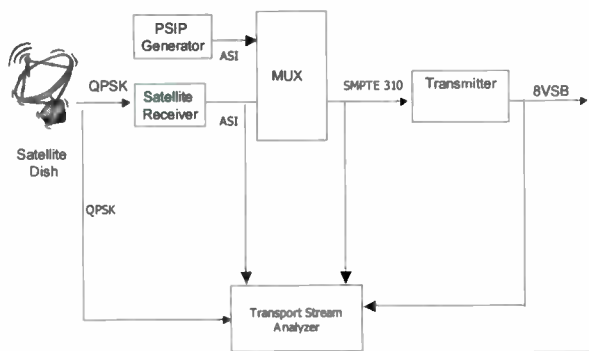 PSIP
Generator
ASI
MUX
QPSK
Satellite
Receiver
ASI
SMPTE 310
Transmitter
8VSB
Satellite
Dish
QPSK
Transport Stream
Analyzer